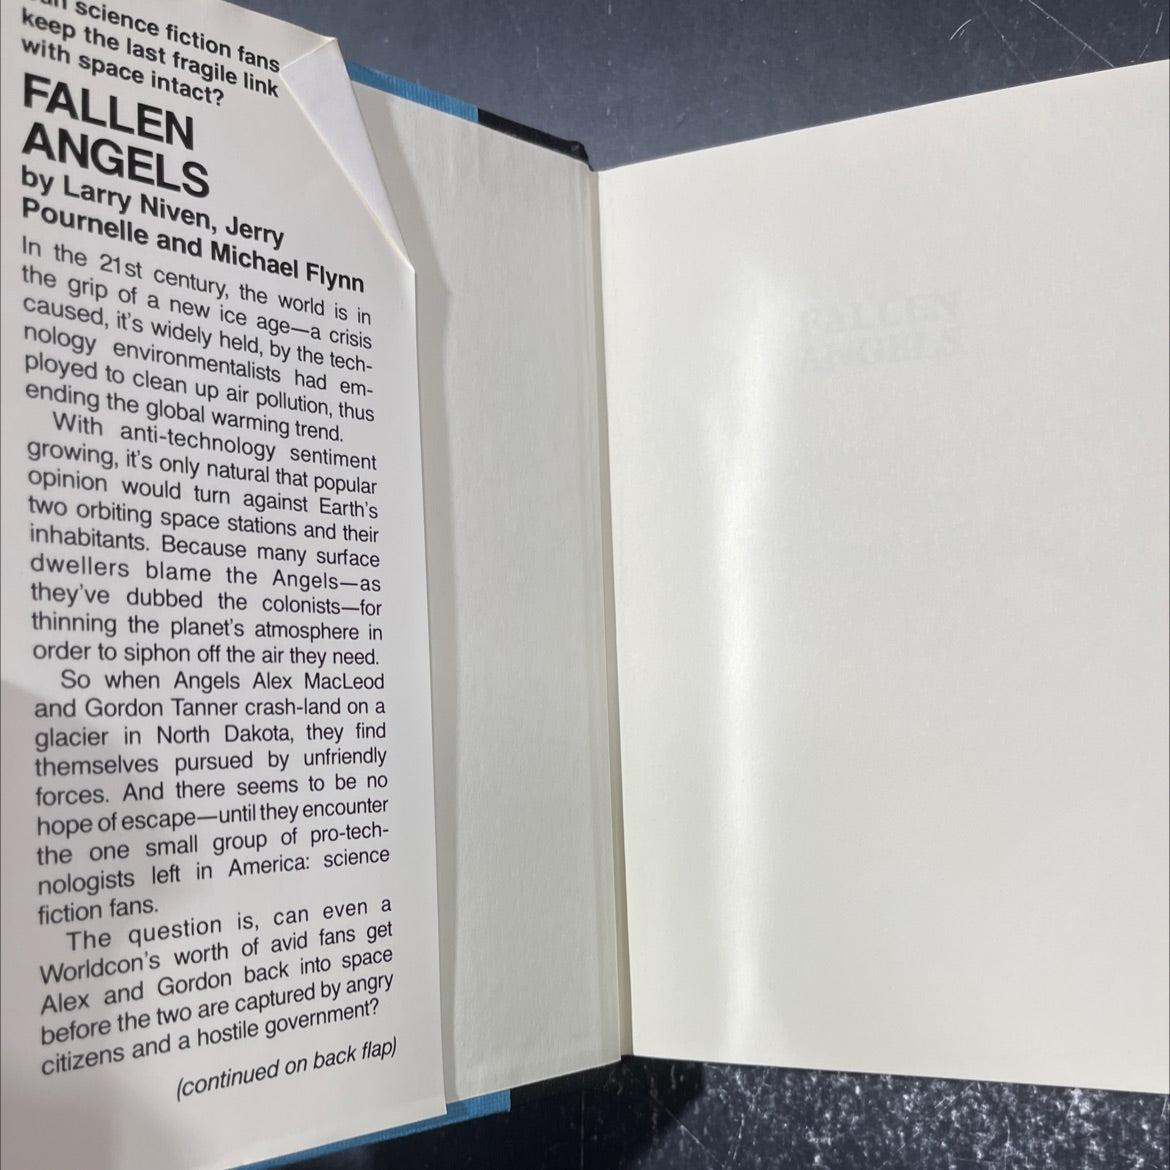 science fiction fans
keep the last fragile link
with space intact?
FALLEN
ANGELS
by Larry Niven, Jerry
Pournelle and Michael Flynn
In the 21st century, the world is in
the grip of a new ice age—a crisis
caused, it's widely held, by the tech-
nology environmentalists had em-
ployed to clean up air pollution, thus
ending the global warming trend.
With anti-technology sentiment
growing, it's only natural that popular
opinion would turn against Earth's
two orbiting space stations and their
inhabitants. Because many surface
dwellers blame the Angels—as
they've dubbed the colonists—for
thinning the planet's atmosphere in
order to siphon off the air they need.
So when Angels Alex MacLeod
and Gordon Tanner crash-land on a
glacier in North Dakota, they find
themselves pursued by unfriendly
forces. And there seems to be no
hope of escape—until they encounter
the one small group of pro-tech-
nologists left in America: science
fiction fans.
The question is, can even a
Worldcon's worth of avid fans get
Alex and Gordon back into space
before the two are captured by angry
citizens and a hostile government?
(continued on back flap)
FALLEN
ANGELS